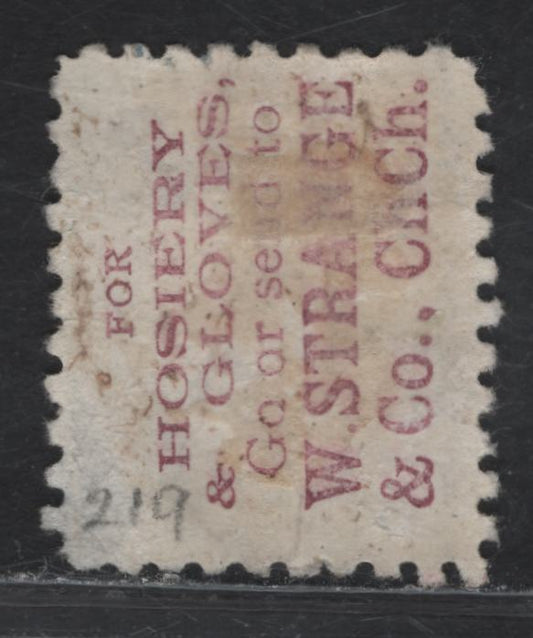 FOR
HOSIERY
& GLOVES,
Go or send to
W. STRANGE
& Co., ChCh.
219